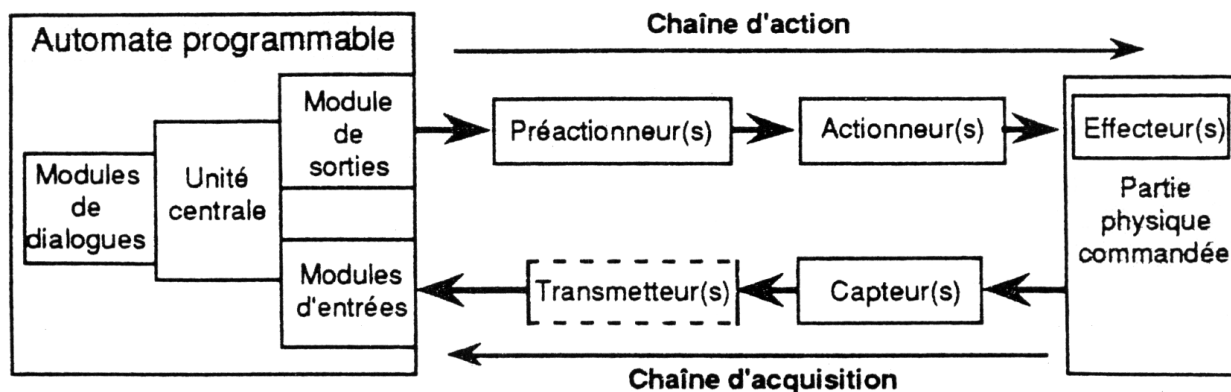 Chaîne d'action
Automate programmable
Module
de
sorties
Préactionneur(s)
Actionneur(s)
Effecteur(s)
Modules
de
dialogues
Unité
centrale
Partie
physique
commandée
Modules
d'entrées
Transmetteur(s)
Capteur(s)
Chaîne d'acquisition